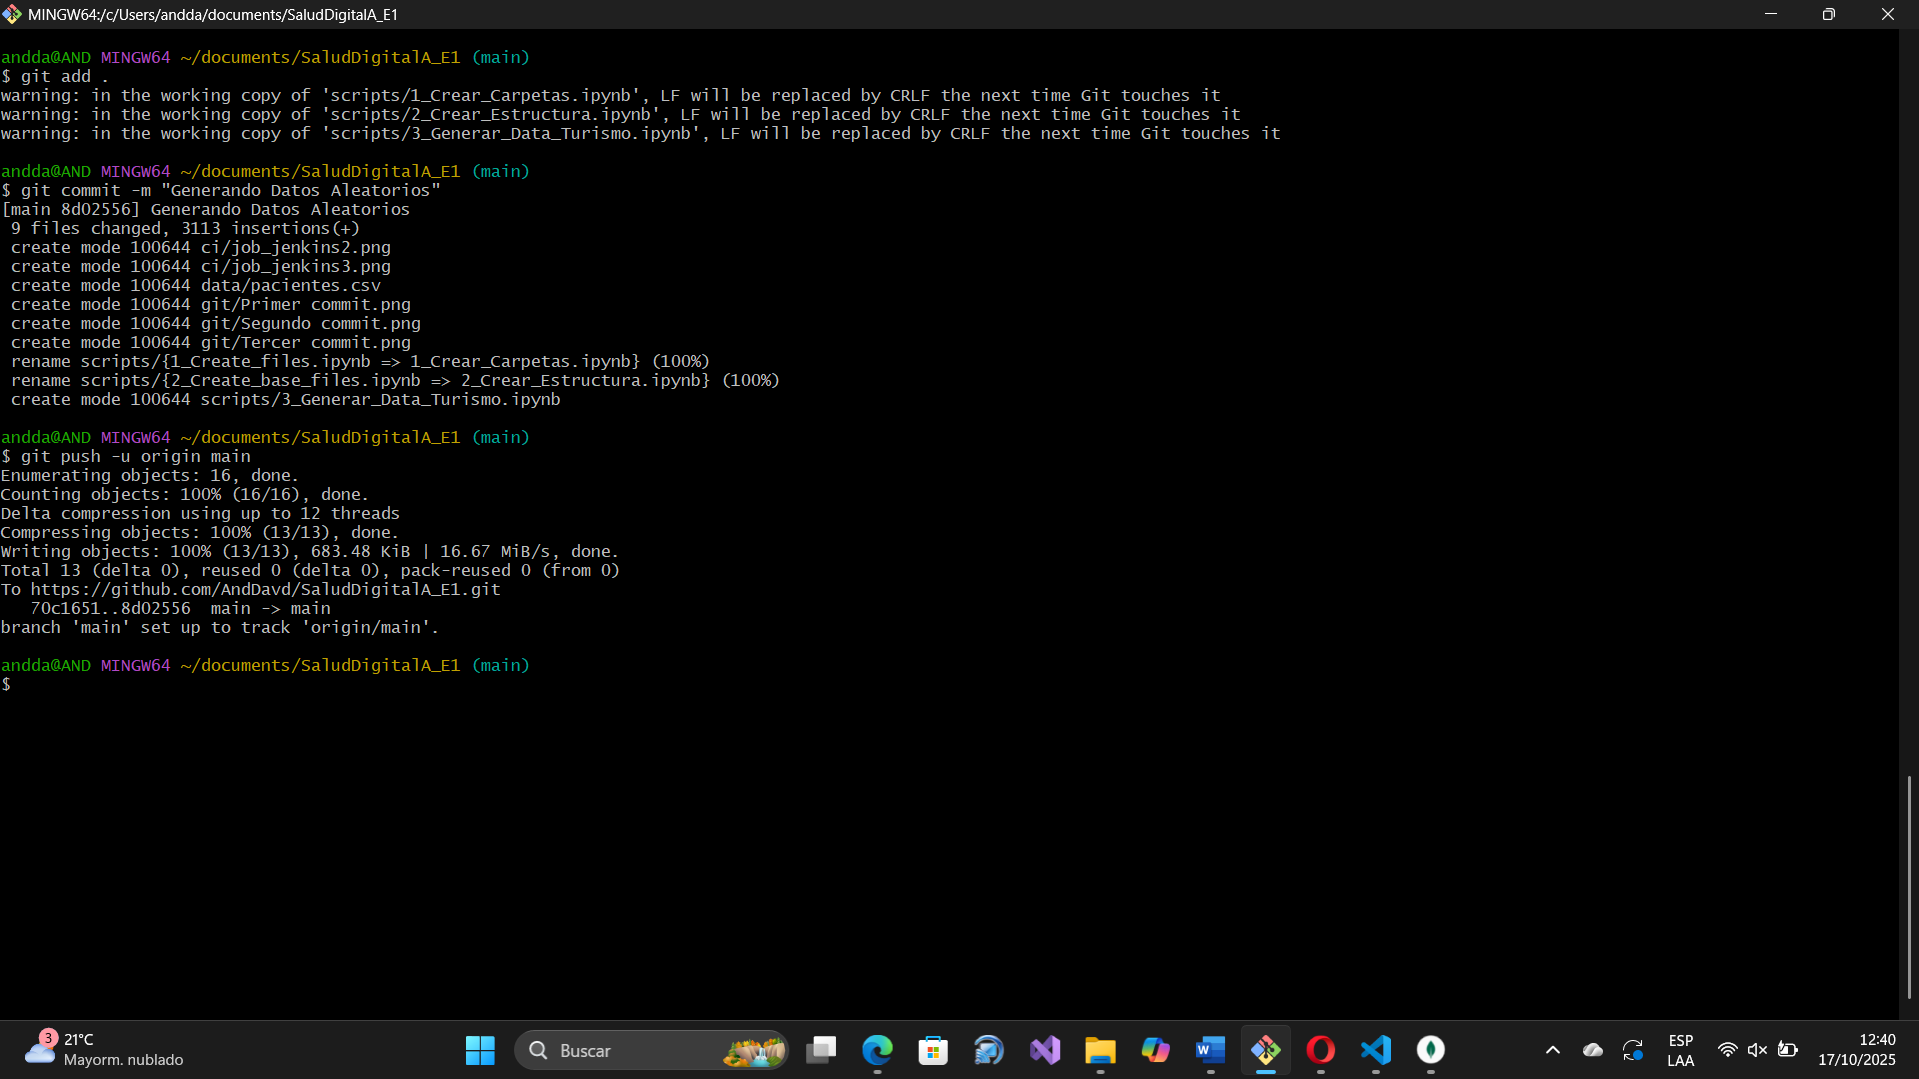 MINGW64:/c/Users/andda/documents/SaludDigitalA_E1
andda@AND MINGW64 ~/documents/SaludDigitalA_E1 (main)
$ git add .
warning: in the working copy of 'scripts/1_Crear_Carpetas.ipynb', LF will be replaced by CRLF the next time Git touches it
warning: in the working copy of 'scripts/2_Crear_Estructura.ipynb', LF will be replaced by CRLF the next time Git touches it
warning: in the working copy of 'scripts/3_Generar_Data_Turismo.ipynb', LF will be replaced by CRLF the next time Git touches it
andda@AND MINGW64 ~/documents/SaludDigitalA_E1 (main)
$ git commit -m "Generando Datos Aleatorios"
[main 8d02556] Generando Datos Aleatorios
9 files changed, 3113 insertions(+)
create mode 100644 ci/job_jenkins2.png
create mode 100644 ci/job_jenkins3.png
create mode 100644 data/pacientes.csv
create mode 100644 git/Primer commit.png
create mode 100644 git/Segundo commit.png
create mode 100644 git/Tercer commit.png
rename scripts/{1_Create_files.ipynb => 1_Crear_Carpetas.ipynb} (100%)
rename scripts/{2_Create_base_files.ipynb => 2_Crear_Estructura.ipynb} (100%)
create mode 100644 scripts/3_Generar_Data_Turismo.ipynb
andda@AND MINGW64 ~/documents/SaludDigitalA_E1 (main)
$ git push -u origin main
Enumerating objects: 16, done.
Counting objects: 100% (16/16), done.
Delta compression using up to 12 threads
Compressing objects: 100% (13/13), done.
Writing objects: 100% (13/13), 683.48 KiB | 16.67 MiB/s, done.
Total 13 (delta 0), reused 0 (delta 0), pack-reused 0 (from 0)
To https://github.com/AndDavd/SaludDigitalA_E1.git
70c1651..8d02556  main -> main
branch 'main' set up to track 'origin/main'.
andda@AND MINGW64 ~/documents/SaludDigitalA_E1 (main)
$
3
21°C
Mayorm. nublado
Buscar
W
ESP
LAA
12:40
17/10/2025